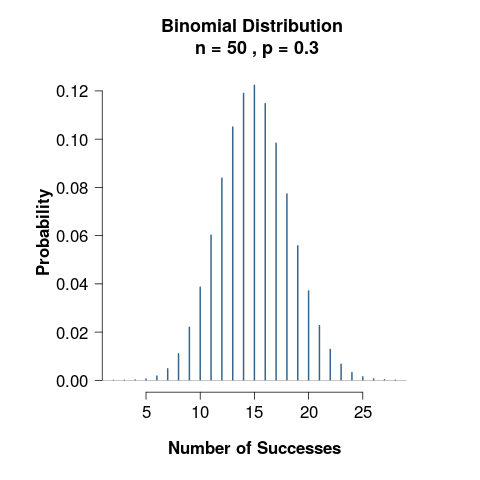 Binomial Distribution
n = 50 , p = 0.3
Probability
0.12
0.10
0.08
0.06
0.04
0.02
0.00
5 10 15 20 25
Number of Successes